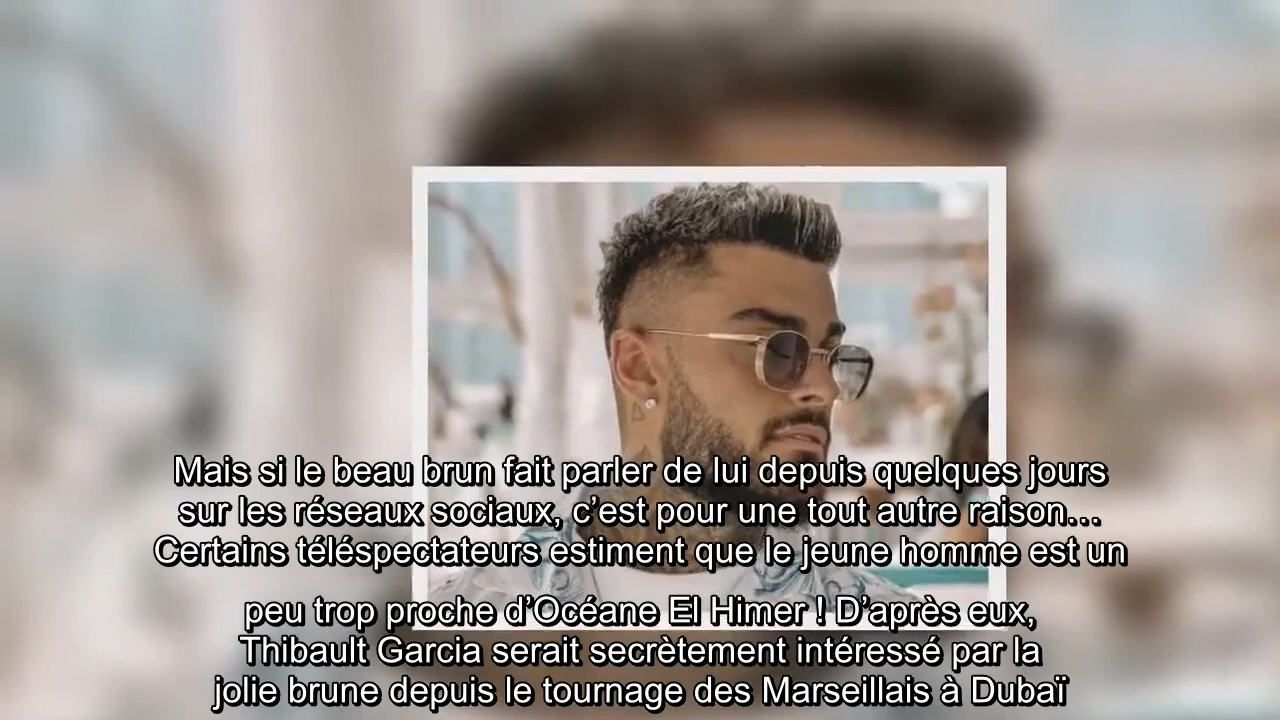 Mais si le beau brun fait parler de lui depuis quelques jours
sur les réseaux sociaux, c’est pour une tout autre raison…
Certains téléspectateurs estiment que le jeune homme est un
peu trop proche d’Océane El Himer ! D’après eux,
Thibault Garcia serait secrètement intéressé par la
jolie brune depuis le tournage des Marseillais à Dubaï